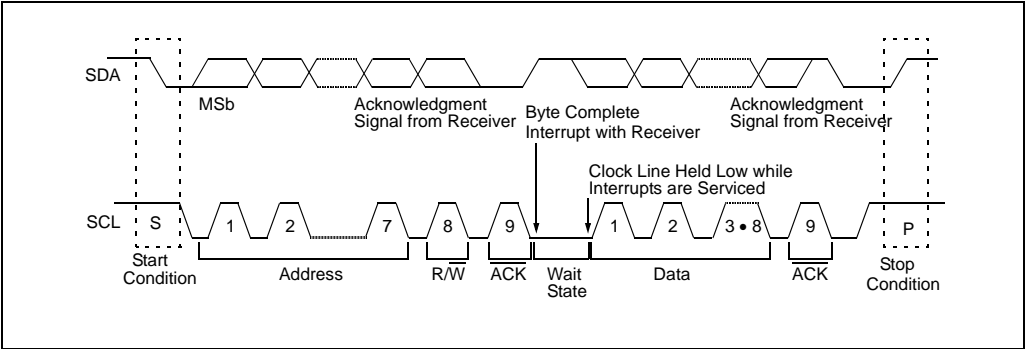 SDA
MSb
Acknowledgment
Signal from Receiver
Byte Complete
Interrupt with Receiver
Acknowledgment
Signal from Receiver
Clock Line Held Low while
Interrupts are Serviced
SCL
S
1
2
7
8
9
1
2
3 • 8
9
P
Start
Condition
Address
R/W̅
A̅C̅K̅
Wait
State
Data
A̅C̅K̅
Stop
Condition